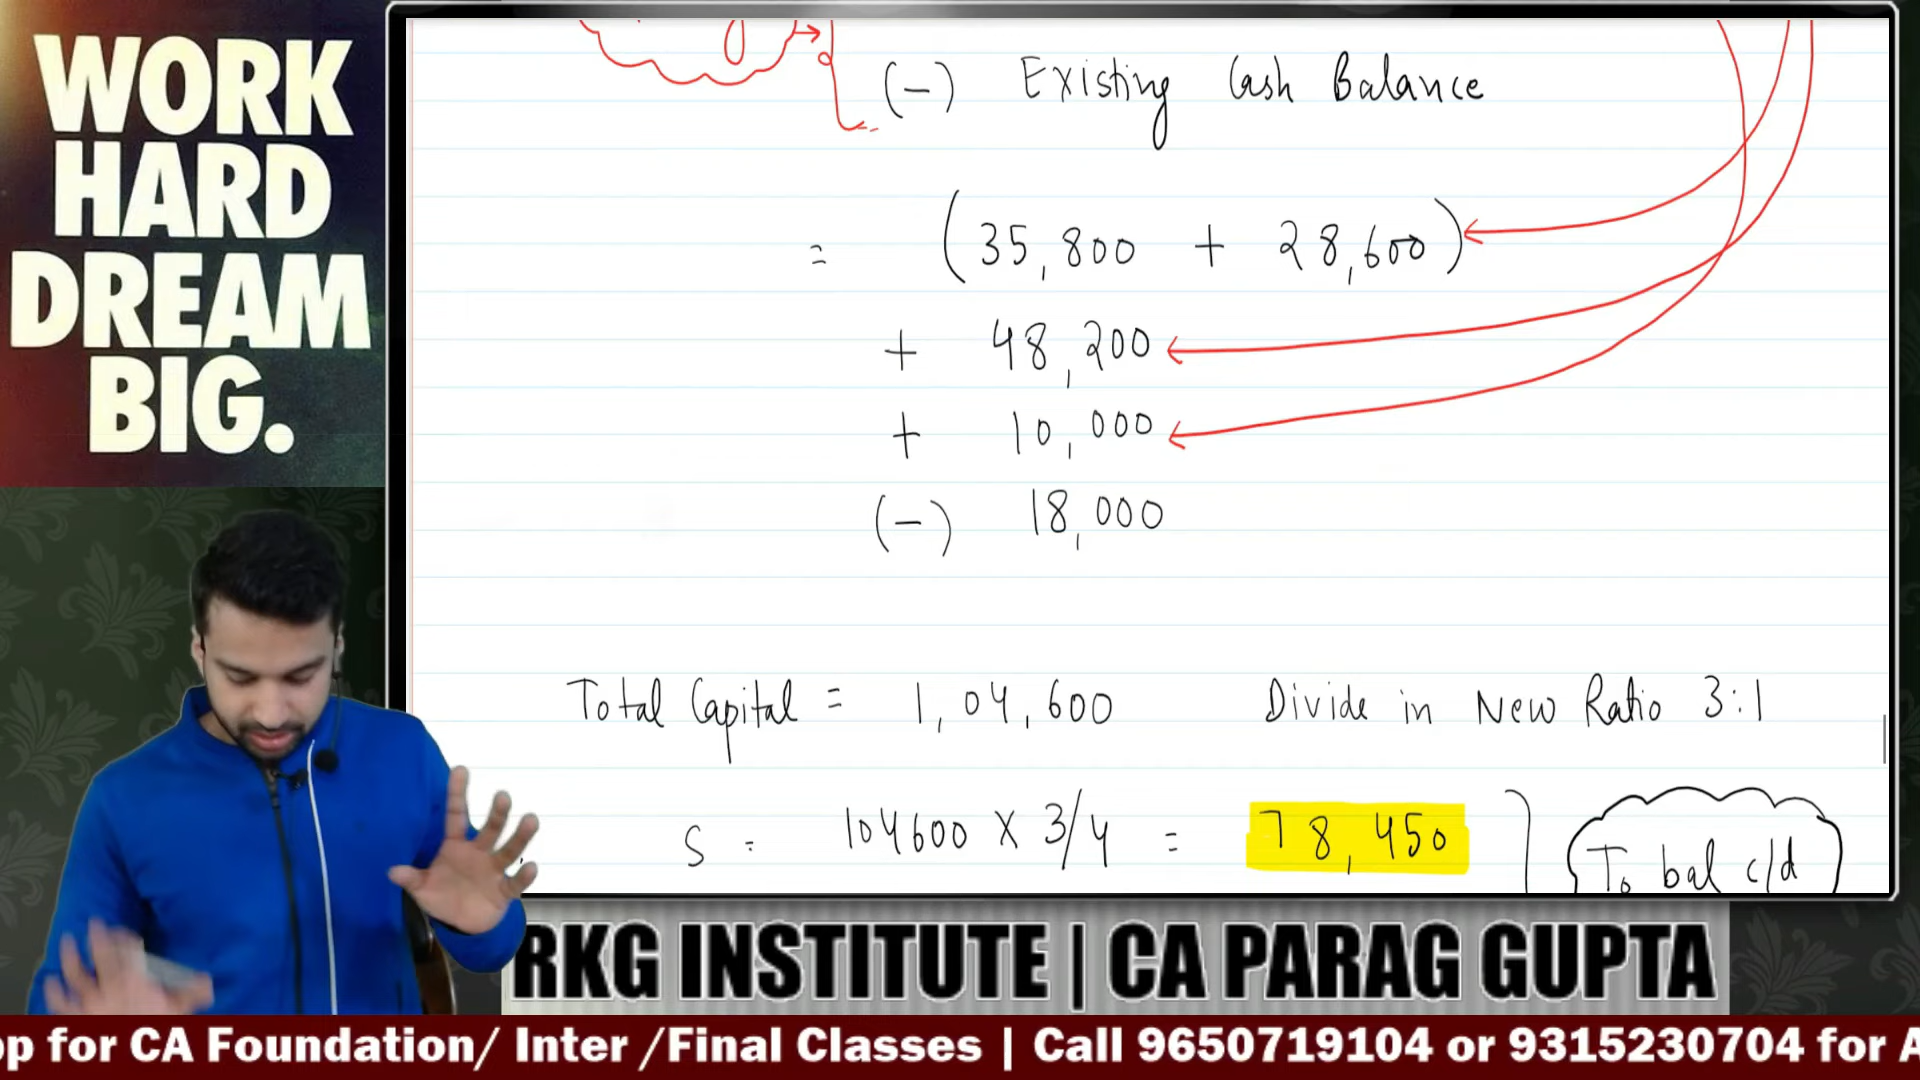 WORK
HARD
DREAM
BIG.
(-) Existing Cash Balance
= (35,800 + 28,600)
+ 48,200
+ 10,000
(-) 18,000
Total Capital = 1,04,600 Divide in New Ratio 3:1
S = 104600 X 3/4 = 78,450
To bal c/d
RKG INSTITUTE | CA PARAG GUPTA
for CA Foundation/ Inter /Final Classes | Call 9650719104 or 9315230704 for